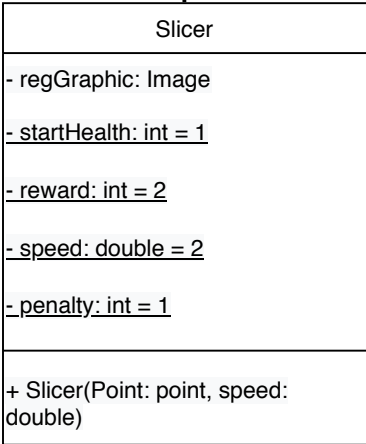 Slicer
- regGraphic: Image
- startHealth: int = 1
- reward: int = 2
- speed: double = 2
- penalty: int = 1
+ Slicer(Point: point, speed:
double)